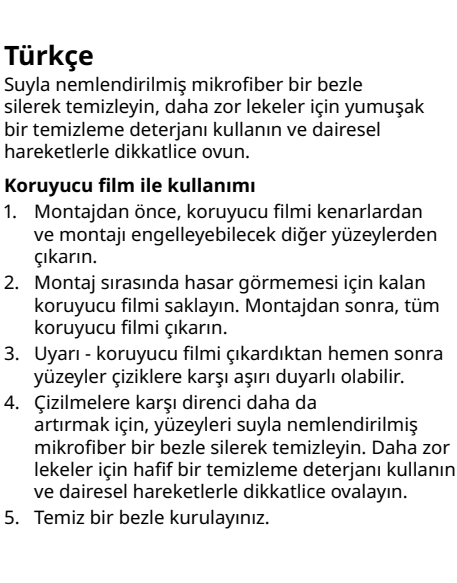 Türkçe
Suyla nemlendirilmiş mikrofiber bir bezle
silerek temizleyin, daha zor lekeler için yumuşak
bir temizleme deterjanı kullanın ve dairesel
hareketlerle dikkatlice ovun.
Koruyucu film ile kullanımı
1. Montajdan önce, koruyucu filmi kenarlardan
ve montajı engelleyebilecek diğer yüzeylerden
çıkarın.
2. Montaj sırasında hasar görmemesi için kalan
koruyucu filmi saklayın. Montajdan sonra, tüm
koruyucu filmi çıkarın.
3. Uyarı - koruyucu filmi çıkardıktan hemen sonra
yüzeyler çiziklere karşı aşırı duyarlı olabilir.
4. Çizilmelere karşı direnci daha da
artırmak için, yüzeyleri suyla nemlendirilmiş
mikrofiber bir bezle silerek temizleyin. Daha zor
lekeler için hafif bir temizleme deterjanı kullanın
ve dairesel hareketlerle dikkatlice ovalayın.
5. Temiz bir bezle kurulayınız.